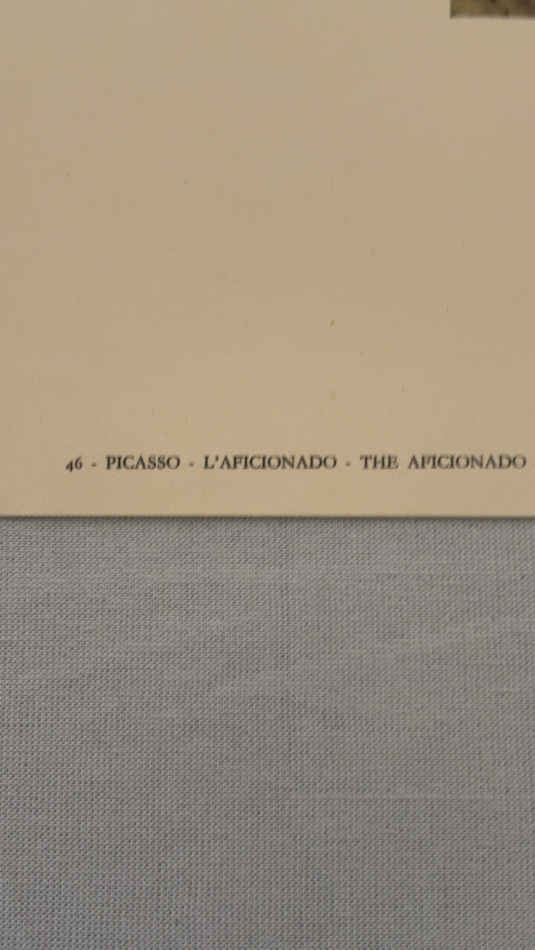 46 - PICASSO - L'AFICIONADO - THE AFICIONADO